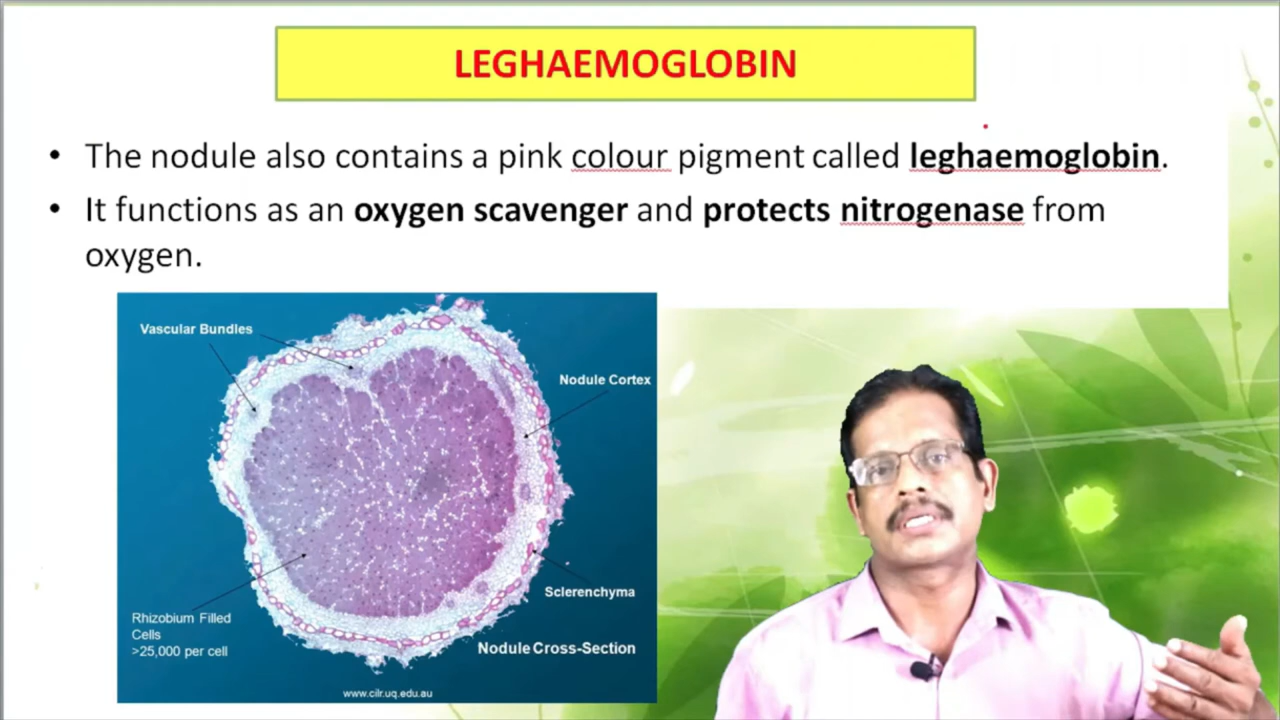 LEGHAEMOGLOBIN
• The nodule also contains a pink colour pigment called leghaemoglobin.
• It functions as an oxygen scavenger and protects nitrogenase from
oxygen.
Vascular Bundles
Nodule Cortex
Sclerenchyma
Rhizobium Filled
Cells
>25,000 per cell
Nodule Cross-Section
www.cilr.uq.edu.au